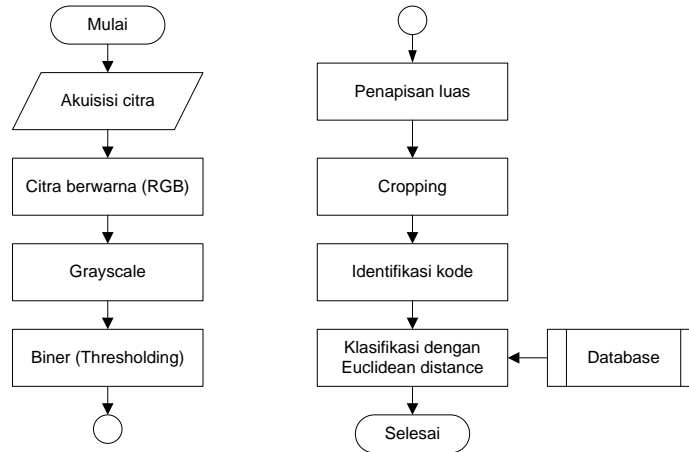 Mulai
Akuisisi citra
Citra berwarna (RGB)
Grayscale
Biner (Thresholding)
Penapisan luas
Cropping
Identifikasi kode
Klasifikasi dengan
Euclidean distance
Database
Selesai